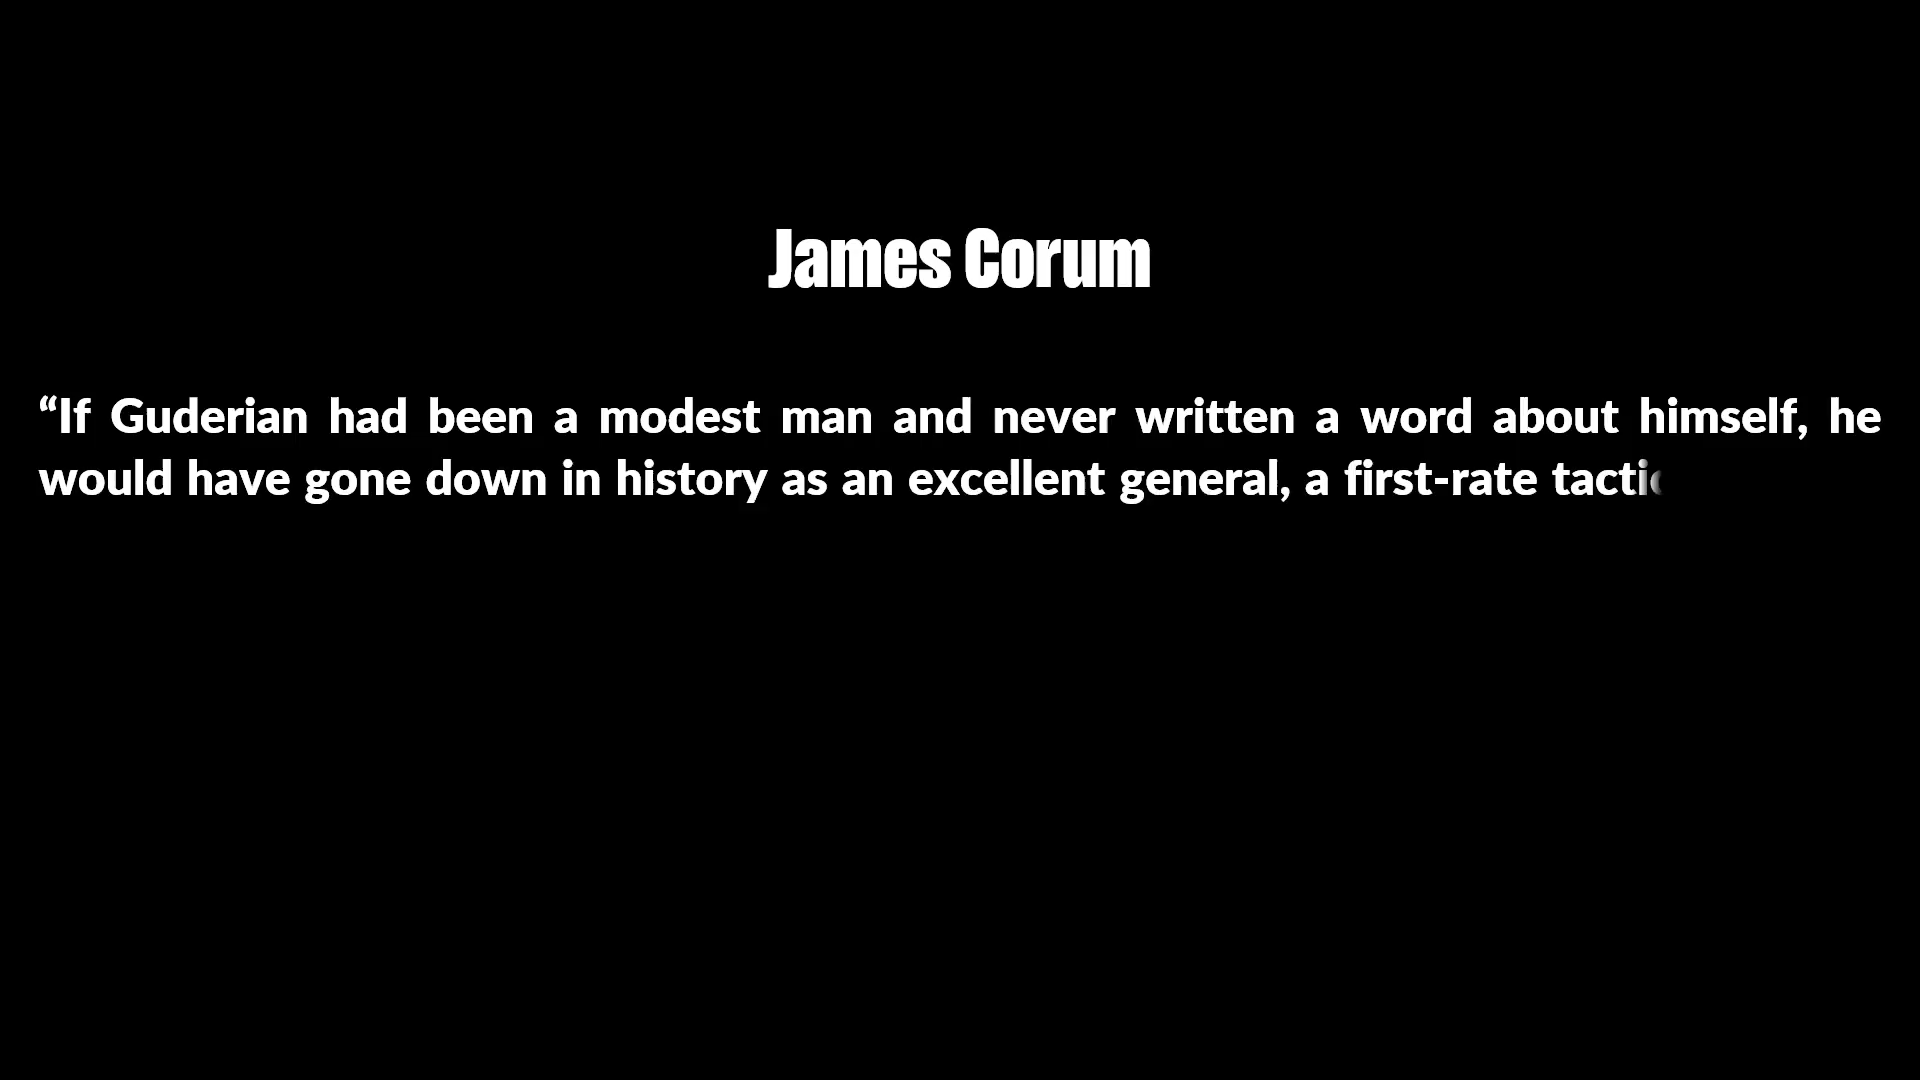 James Corum
“If Guderian had been a modest man and never written a word about himself, he
would have gone down in history as an excellent general, a first-rate